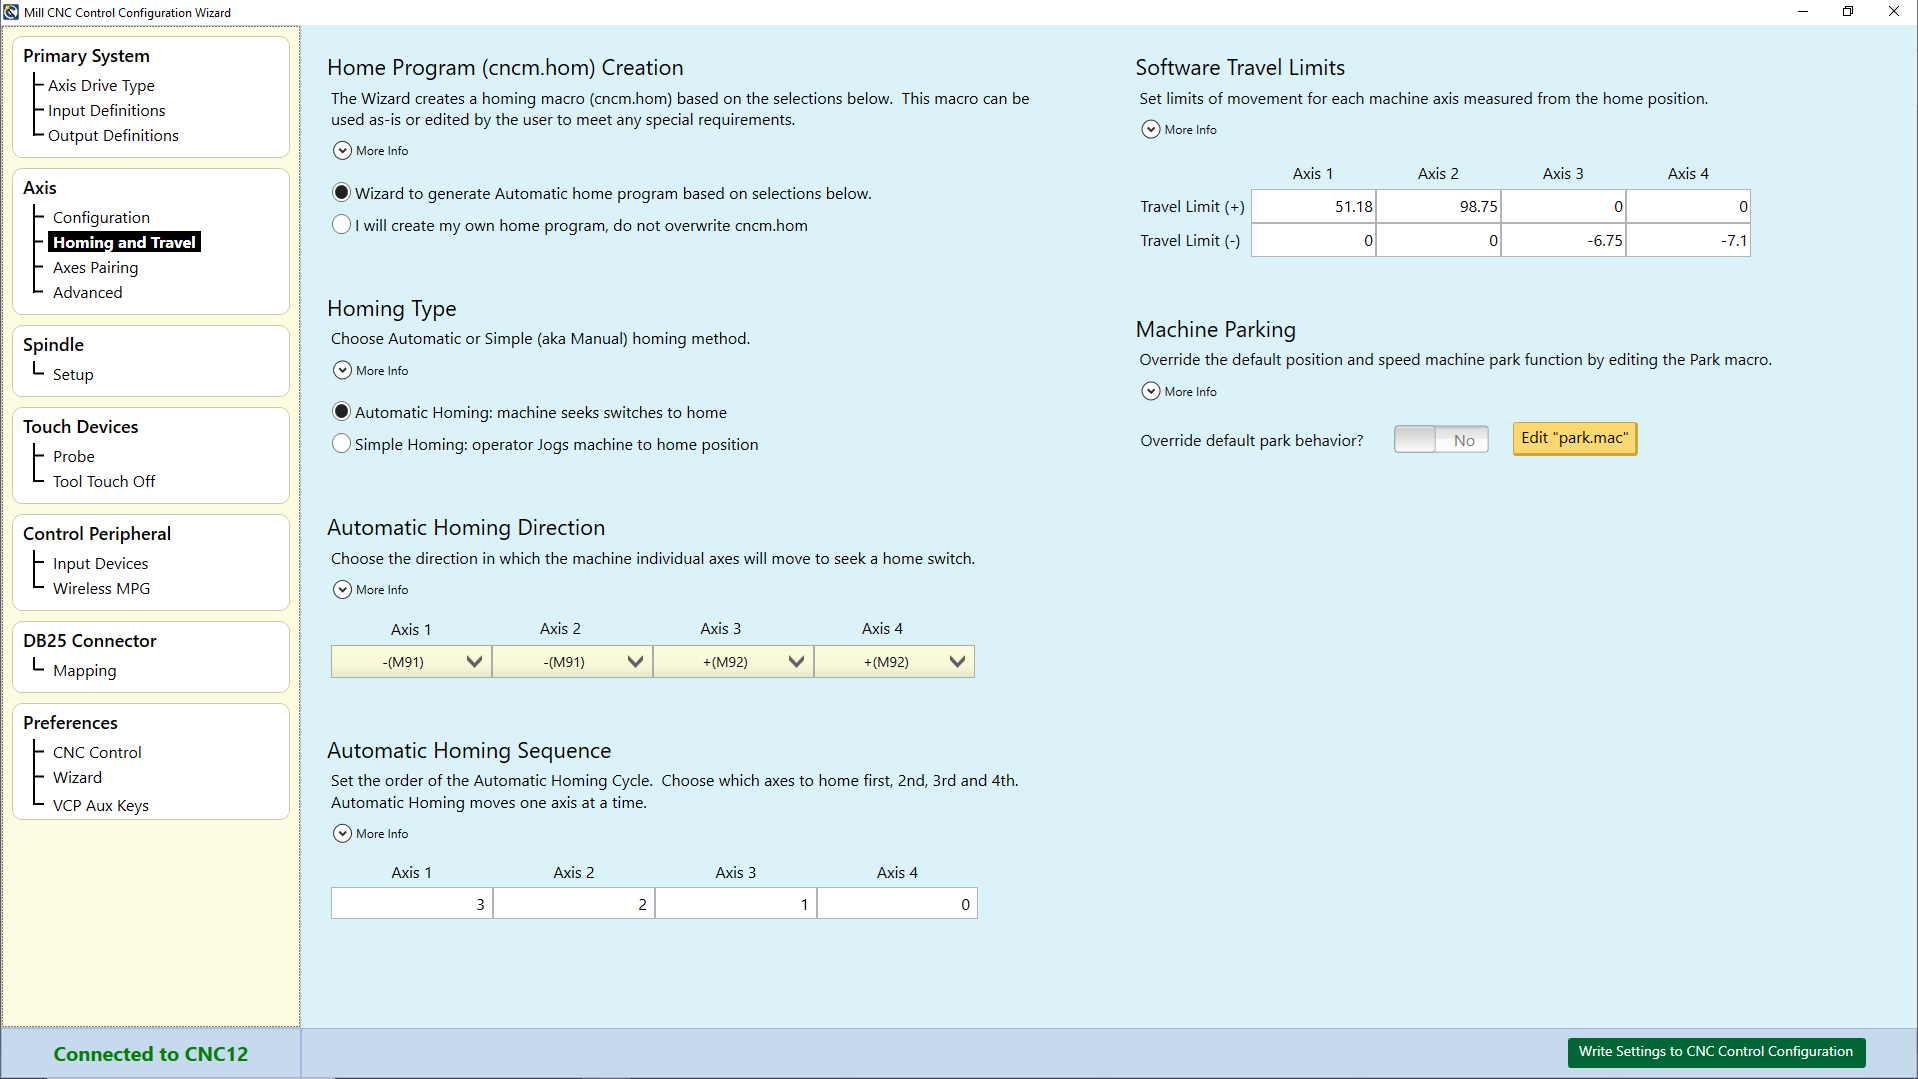 Mill CNC Control Configuration Wizard
Primary System
Axis Drive Type
Input Definitions
Output Definitions
Axis
Configuration
Homing and Travel
Axes Pairing
Advanced
Spindle
Setup
Touch Devices
Probe
Tool Touch Off
Control Peripheral
Input Devices
Wireless MPG
DB25 Connector
Mapping
Preferences
CNC Control
Wizard
VCP Aux Keys
Connected to CNC12
Home Program (cncm.hom) Creation
The Wizard creates a homing macro (cncm.hom) based on the selections below.  This macro can be
used as-is or edited by the user to meet any special requirements.
More Info
Wizard to generate Automatic home program based on selections below.
I will create my own home program, do not overwrite cncm.hom
Homing Type
Choose Automatic or Simple (aka Manual) homing method.
More Info
Automatic Homing: machine seeks switches to home
Simple Homing: operator Jogs machine to home position
Automatic Homing Direction
Choose the direction in which the machine individual axes will move to seek a home switch.
More Info
Axis 1 Axis 2 Axis 3 Axis 4
-(M91) -(M91) +(M92) +(M92)
Automatic Homing Sequence
Set the order of the Automatic Homing Cycle.  Choose which axes to home first, 2nd, 3rd and 4th.
Automatic Homing moves one axis at a time.
More Info
Axis 1 Axis 2 Axis 3 Axis 4
3 2 1 0
Software Travel Limits
Set limits of movement for each machine axis measured from the home position.
More Info
Axis 1 Axis 2 Axis 3 Axis 4
Travel Limit (+) 51.18 98.75 0 0
Travel Limit (-) 0 0 -6.75 -7.1
Machine Parking
Override the default position and speed machine park function by editing the Park macro.
More Info
Override default park behavior? No Edit "park.mac"
Write Settings to CNC Control Configuration